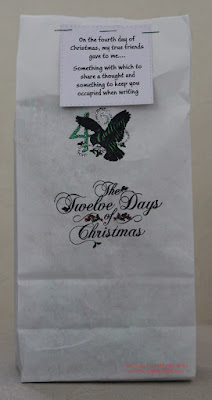 On the fourth day of
Christmas, my true friends
gave to me....
Something with which to
share a thought and
something to keep you
occupied when writing
4
The
Twelve Days
of
Christmas